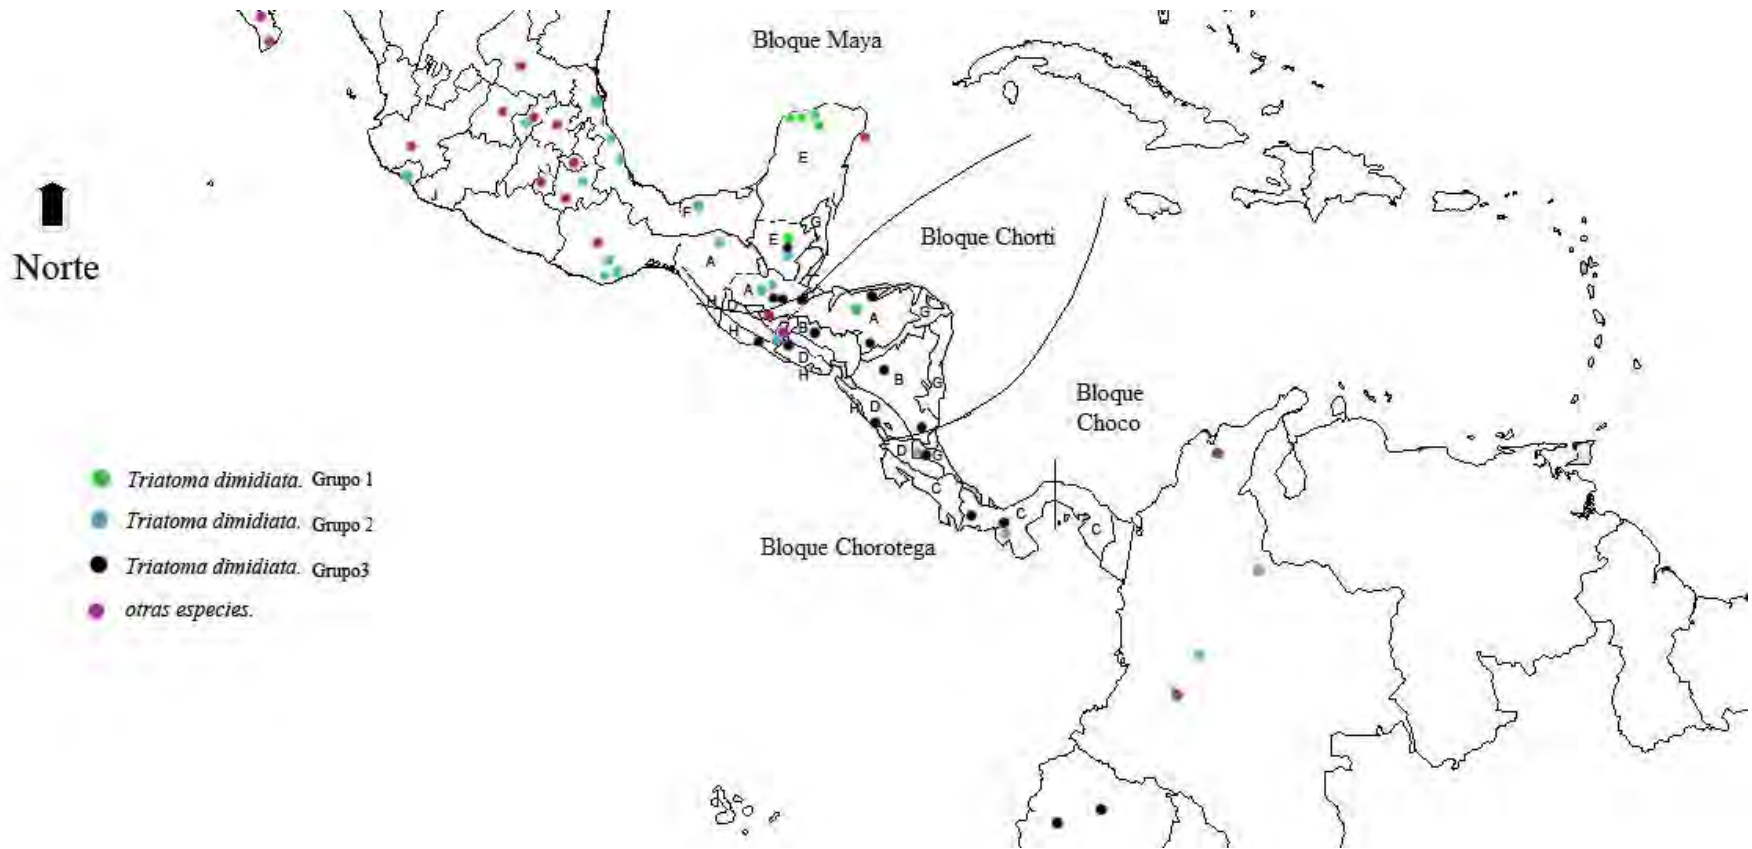 Bloque Maya
E
F
G
Bloque Chorti
E
A
A
H
D
A
G
H
B
D
H
B
G
Bloque
Choco
H
D
D
G
C
C
C
Bloque Chorotega
Norte
Triatoma dimidiata. Grupo 1
Triatoma dimidiata. Grupo 2
Triatoma dimidiata. Grupo3
otras especies.